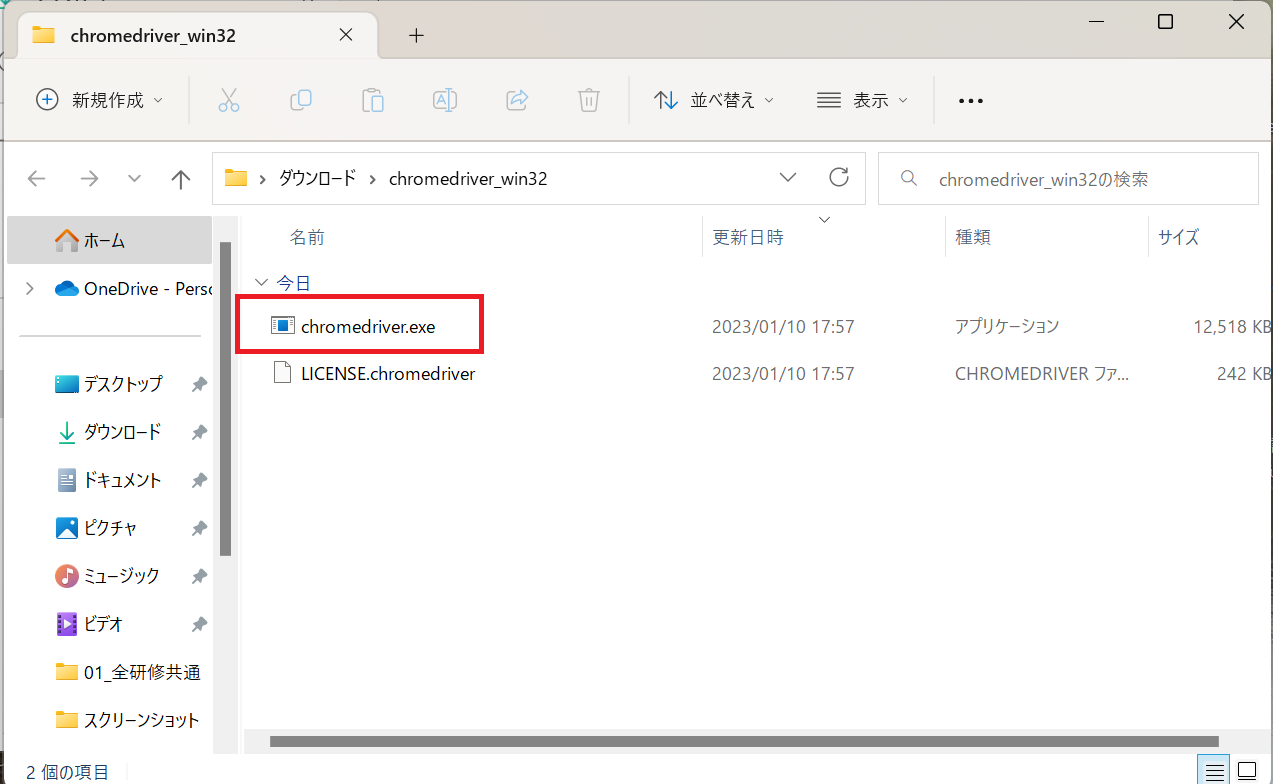 chromedriver_win32
新規作成
並べ替え
表示
ダウンロード
chromedriver_win32
chromedriver_win32の検索
ホーム
OneDrive - Perso
デスクトップ
ダウンロード
ドキュメント
ピクチャ
ミュージック
ビデオ
01_全研修共通
スクリーンショット
名前 更新日時 種類 サイズ
今日
chromedriver.exe 2023/01/10 17:57 アプリケーション 12,518 KB
LICENSE.chromedriver 2023/01/10 17:57 CHROMEDRIVER ファ... 242 KB
2 個の項目